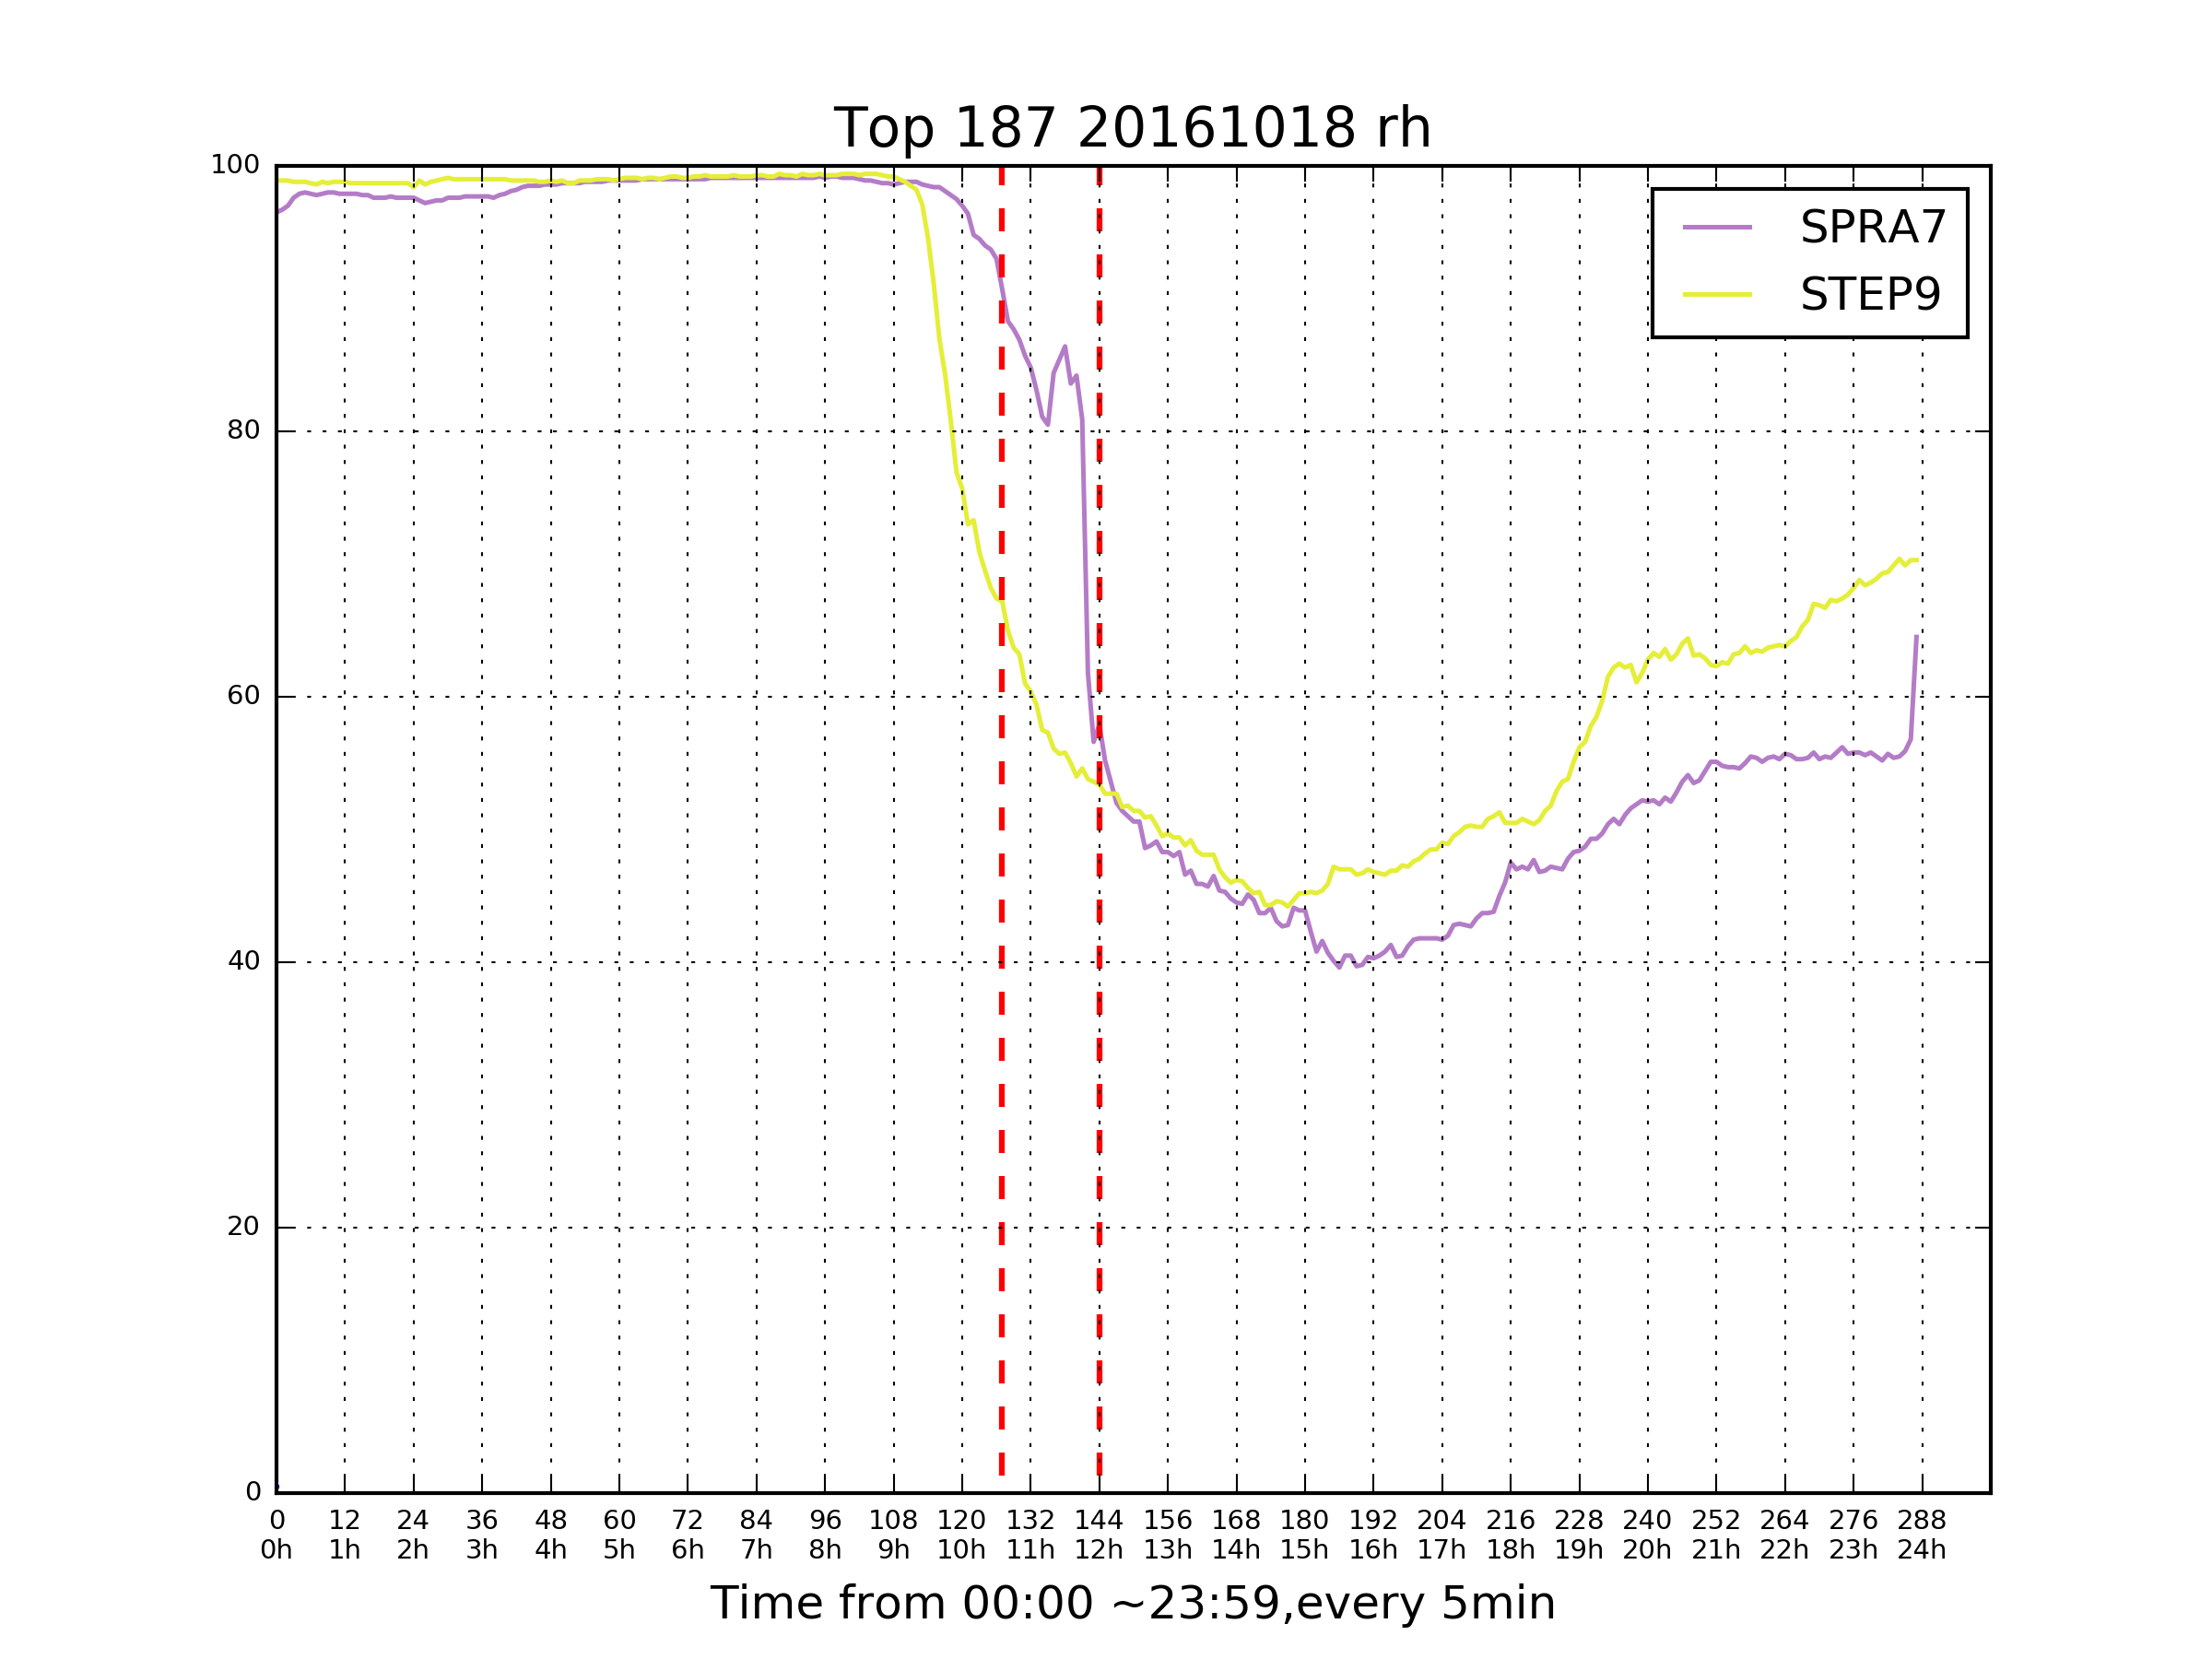 Top 187 20161018 rh
100
80
60
40
20
0
SPRA7
STEP9
0 12 24 36 48 60 72 84 96 108 120 132 144 156 168 180 192 204 216 228 240 252 264 276 288
0h 1h 2h 3h 4h 5h 6h 7h 8h 9h 10h 11h 12h 13h 14h 15h 16h 17h 18h 19h 20h 21h 22h 23h 24h
Time from 00:00 ~23:59,every 5min